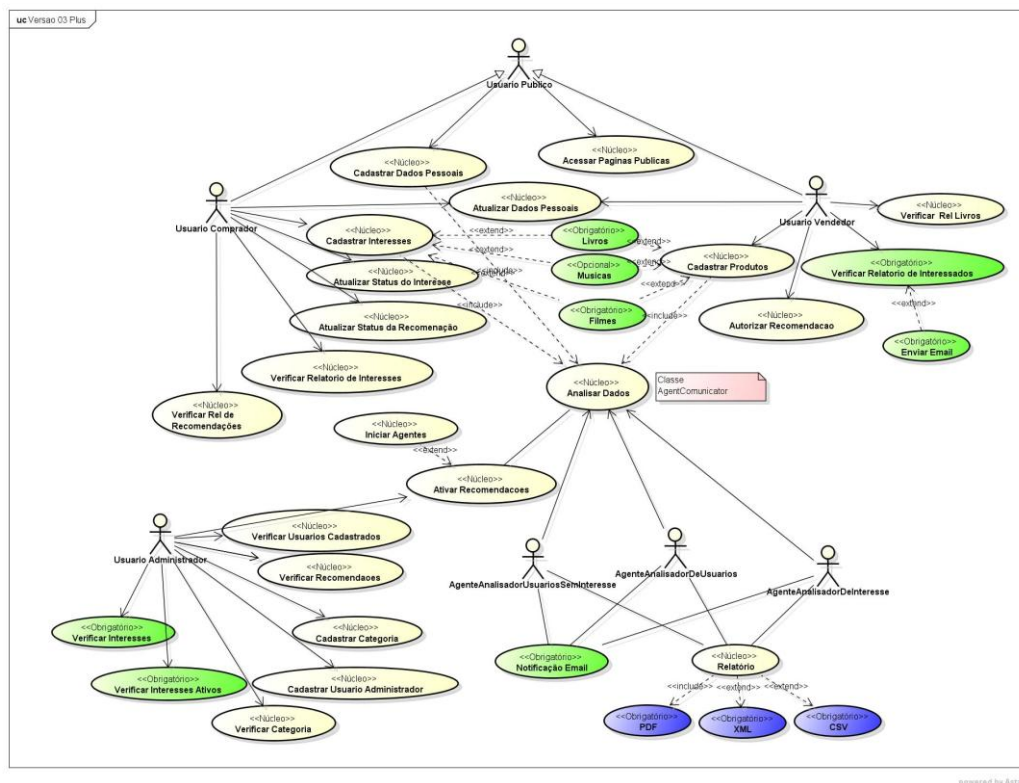 uc Versao 03 Plus
Usuario Publico
<<Núcleo>>
Cadastrar Dados Pessoais
<<Núcleo>>
Acessar Paginas Publicas
Usuario Comprador
<<Núcleo>>
Atualizar Dados Pessoais
Usuario Vendedor
<<Núcleo>>
Verificar Rel Livros
<<Núcleo>>
Cadastrar Interesses
<<extend>>
<<Obrigatório>>
Livros
<<extend>>
<<Núcleo>>
Cadastrar Produtos
<<extend>>
<<Opcional>>
Musicas
<<Obrigatório>>
Verificar Relatorio de Interessados
<<Núcleo>>
Atualizar Status do Interesse
<<include>>
<<extend>>
<<extend>>
<<Obrigatório>>
Filmes
<<include>>
<<include>>
<<Núcleo>>
Atualizar Status da Recomenação
<<Núcleo>>
Autorizar Recomendacao
<<extend>>
<<Obrigatório>>
Enviar Email
<<Núcleo>>
Verificar Relatorio de Interesses
<<Núcleo>>
Analisar Dados
Classe
AgentComunicator
<<Núcleo>>
Verificar Rel de
Recomendações
<<Núcleo>>
Iniciar Agentes
<<extend>>
<<Núcleo>>
Ativar Recomendacoes
Usuario Administrador
<<Núcleo>>
Verificar Usuarios Cadastrados
<<Núcleo>>
Verificar Recomendaoes
AgenteAnalisadorUsuariosSemInteresse
AgenteAnalisadorDeUsuarios
AgenteAnalisadorDeInteresse
<<Obrigatório>>
Verificar Interesses
<<Núcleo>>
Cadastrar Categoria
<<Obrigatório>>
Verificar Interesses Ativos
<<Núcleo>>
Cadastrar Usuario Administrador
<<Núcleo>>
Verificar Categoria
<<Obrigatório>>
Notificação Email
<<Núcleo>>
Relatório
<<include>>
<<extend>>
<<extend>>
<<Obrigatório>>
PDF
<<Obrigatório>>
XML
<<Obrigatório>>
CSV
powered by